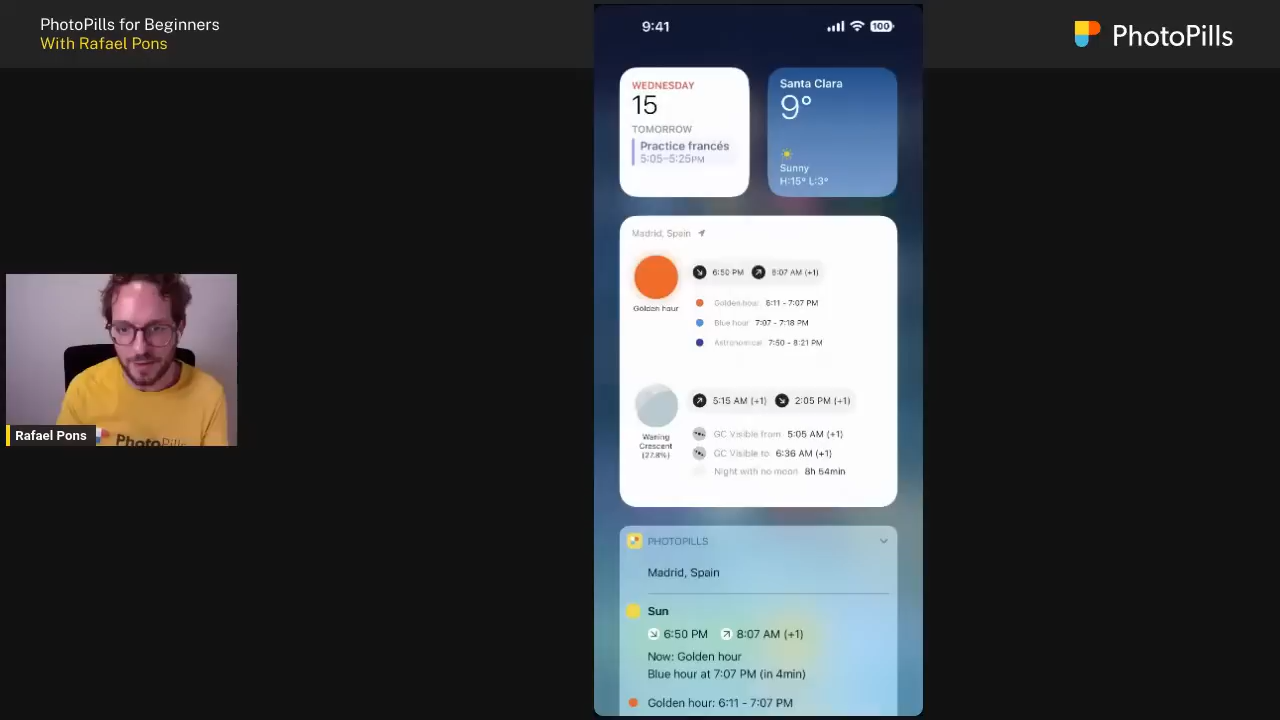 PhotoPills for Beginners
With Rafael Pons
PhotoPills
Rafael Pons
PhotoPills
9:41
100
WEDNESDAY
15
TOMORROW
Practice francés
5:05–5:25PM
Santa Clara
9°
Sunny
H:15° L:3°
Madrid, Spain
6:50 PM 8:07 AM (+1)
Golden hour
Golden hour 6:11 - 7:07 PM
Blue hour 7:07 - 7:18 PM
Astronomical 7:50 - 8:21 PM
5:15 AM (+1) 2:05 PM (+1)
Waning
Crescent
(27.8%)
GC Visible from 5:05 AM (+1)
GC Visible to 6:36 AM (+1)
Night with no moon 8h 54min
PHOTOPILLS
Madrid, Spain
Sun
6:50 PM 8:07 AM (+1)
Now: Golden hour
Blue hour at 7:07 PM (in 4min)
Golden hour: 6:11 - 7:07 PM